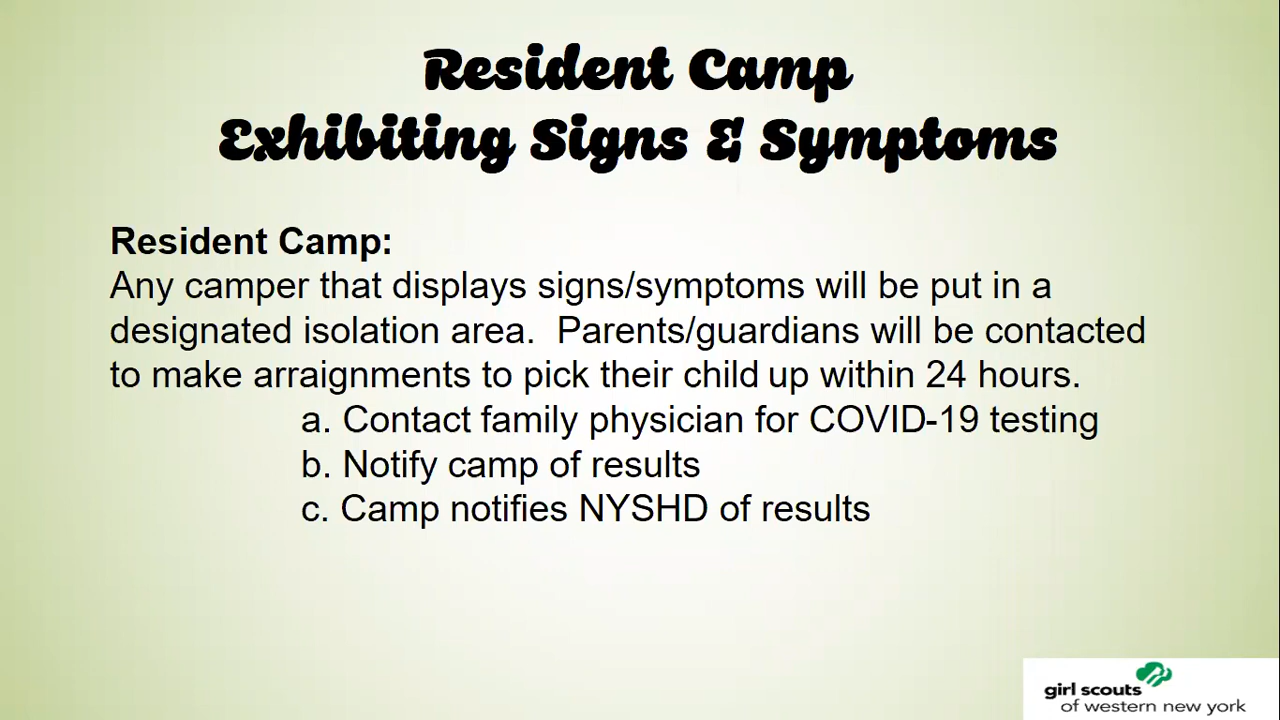 Resident Camp
Exhibiting Signs & Symptoms
Resident Camp:
Any camper that displays signs/symptoms will be put in a
designated isolation area.  Parents/guardians will be contacted
to make arraignments to pick their child up within 24 hours.
a. Contact family physician for COVID-19 testing
b. Notify camp of results
c. Camp notifies NYSHD of results
girl scouts
of western new york